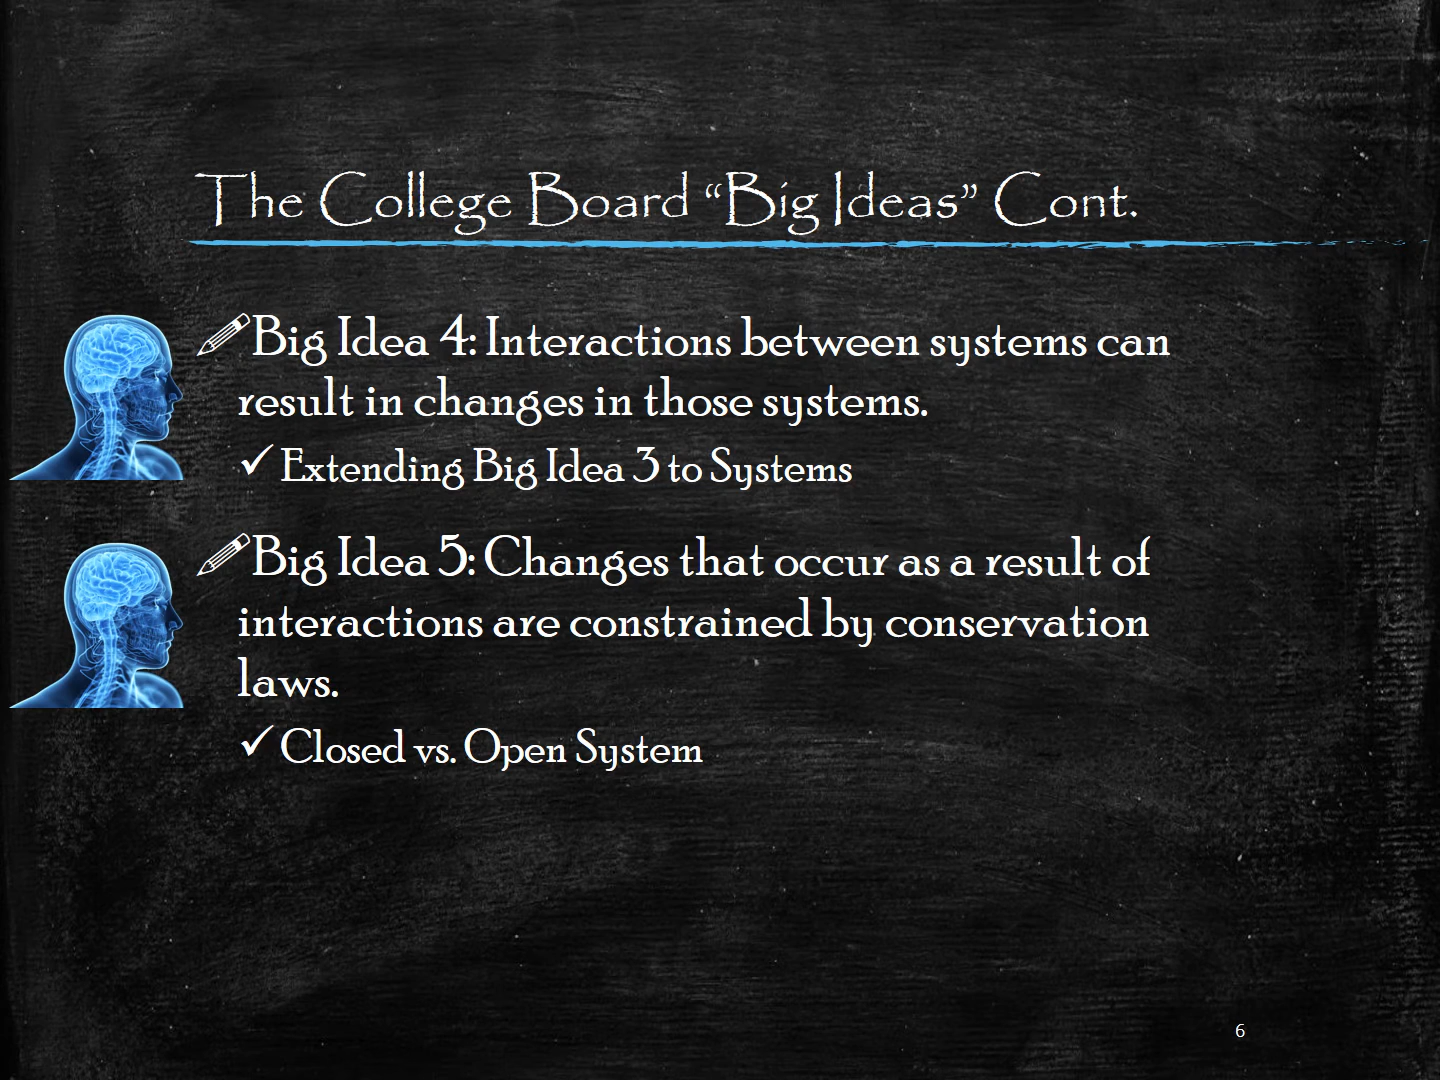 The College Board “Big Ideas” Cont.
Big Idea 4: Interactions between systems can
result in changes in those systems.
✓ Extending Big Idea 3 to Systems
Big Idea 5: Changes that occur as a result of
interactions are constrained by conservation
laws.
✓ Closed vs. Open System
6